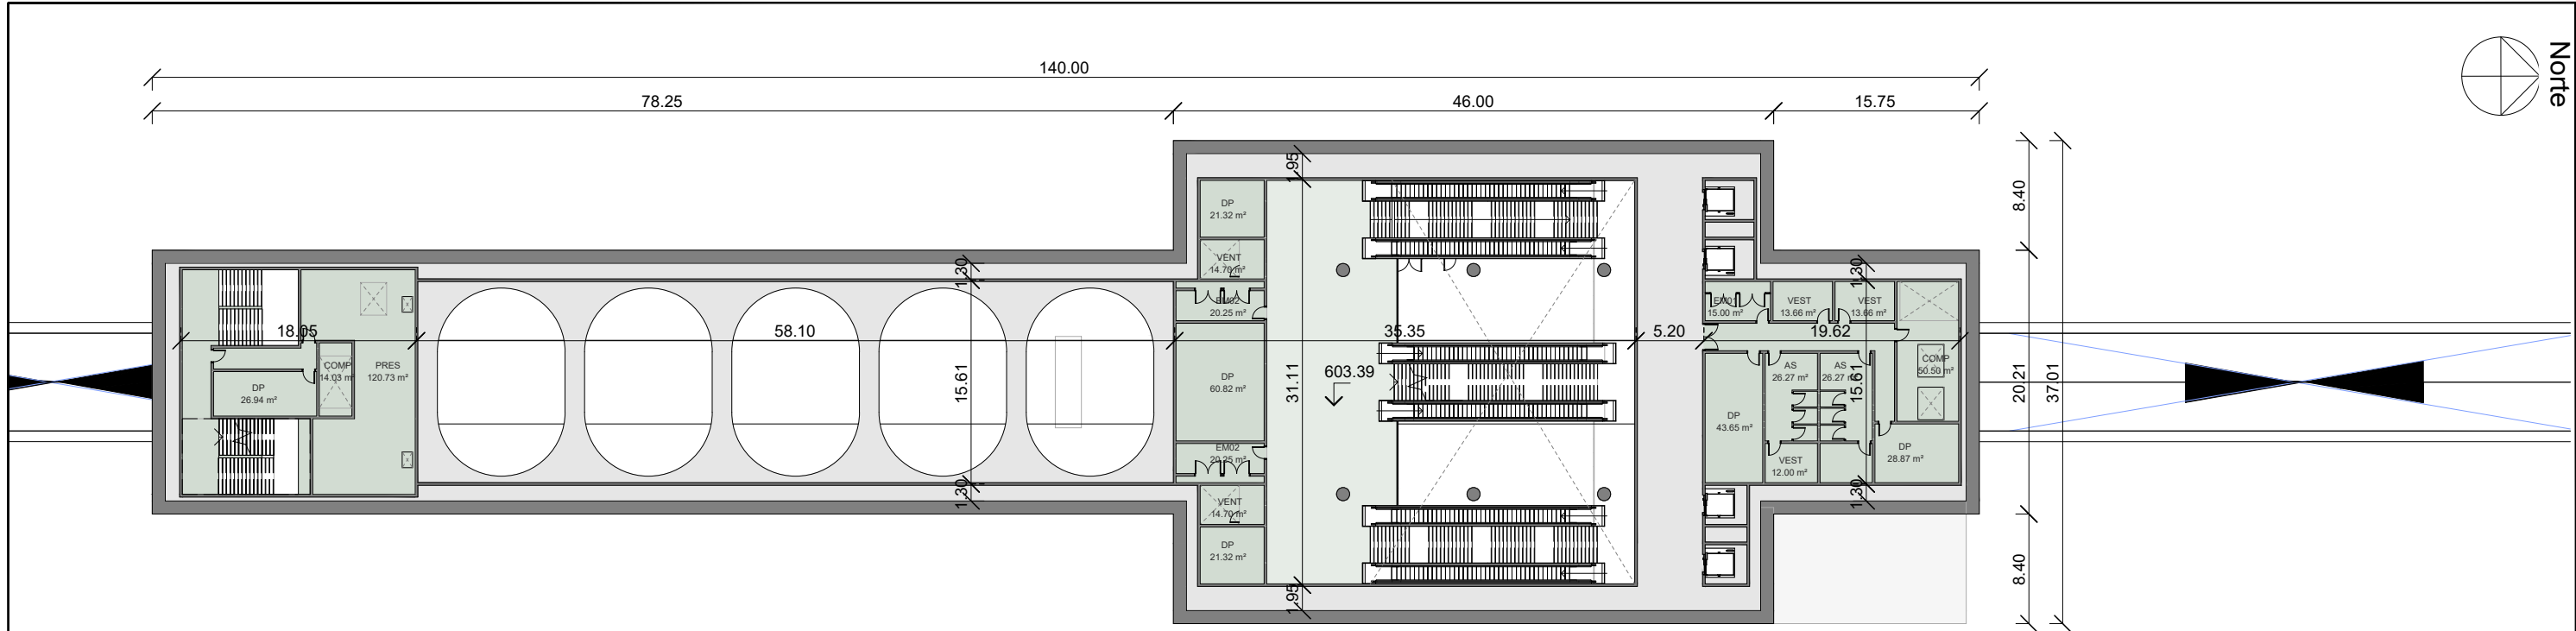 Norte
140.00
78.25
46.00
15.75
8.40
20.21
37.01
8.40
1.95
DP
21.32 m²
VENT
14.70 m²
1.30
1.30
EM02
20.25 m²
EM01
15.00 m²
VEST
13.66 m²
VEST
13.66 m²
18.05
58.10
35.35
5.20
19.62
COMP
14.03 m²
PRES
120.73 m²
DP
26.94 m²
15.61
DP
60.82 m²
31.11
603.39
AS
26.27 m²
AS
26.27 m²
15.61
COMP
50.50 m²
DP
43.65 m²
EM02
20.25 m²
VEST
12.00 m²
DP
28.87 m²
1.30
1.30
VENT
14.70 m²
DP
21.32 m²
1.95